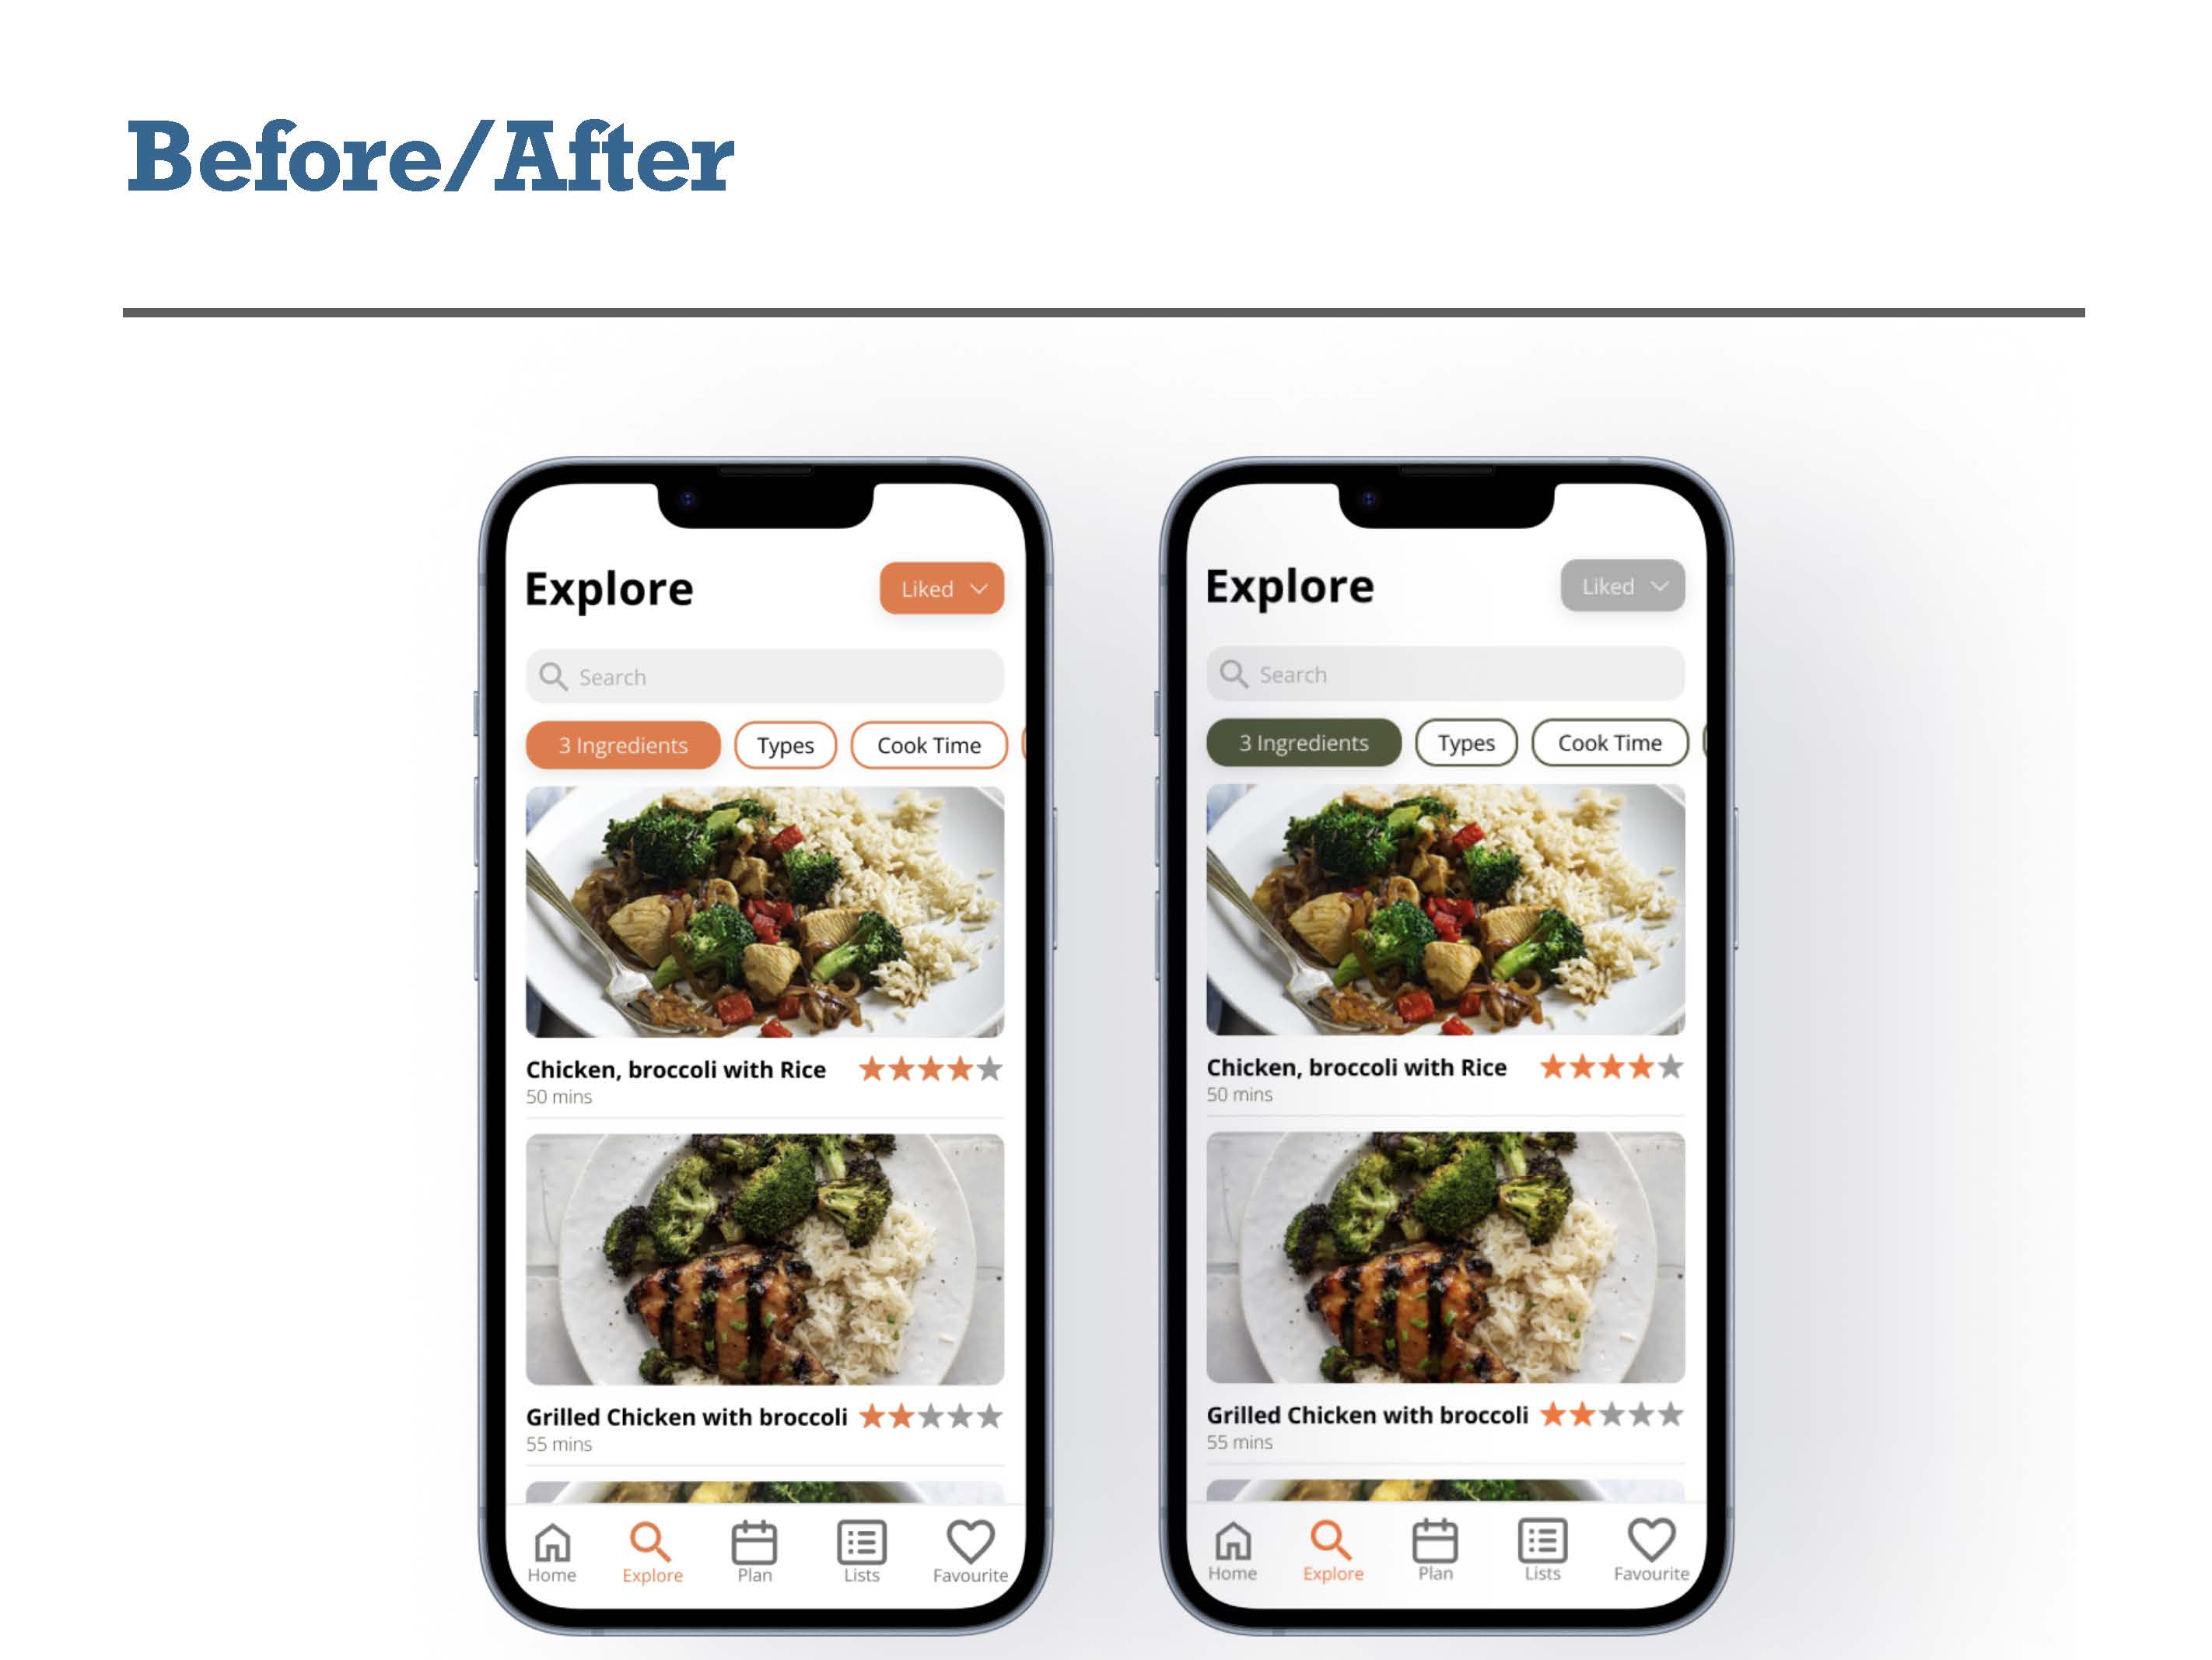 Before/After
Explore
Liked
Search
3 Ingredients
Types
Cook Time
Chicken, broccoli with Rice
50 mins
Grilled Chicken with broccoli
55 mins
Home
Explore
Plan
Lists
Favourite
Explore
Liked
Search
3 Ingredients
Types
Cook Time
Chicken, broccoli with Rice
50 mins
Grilled Chicken with broccoli
55 mins
Home
Explore
Plan
Lists
Favourite